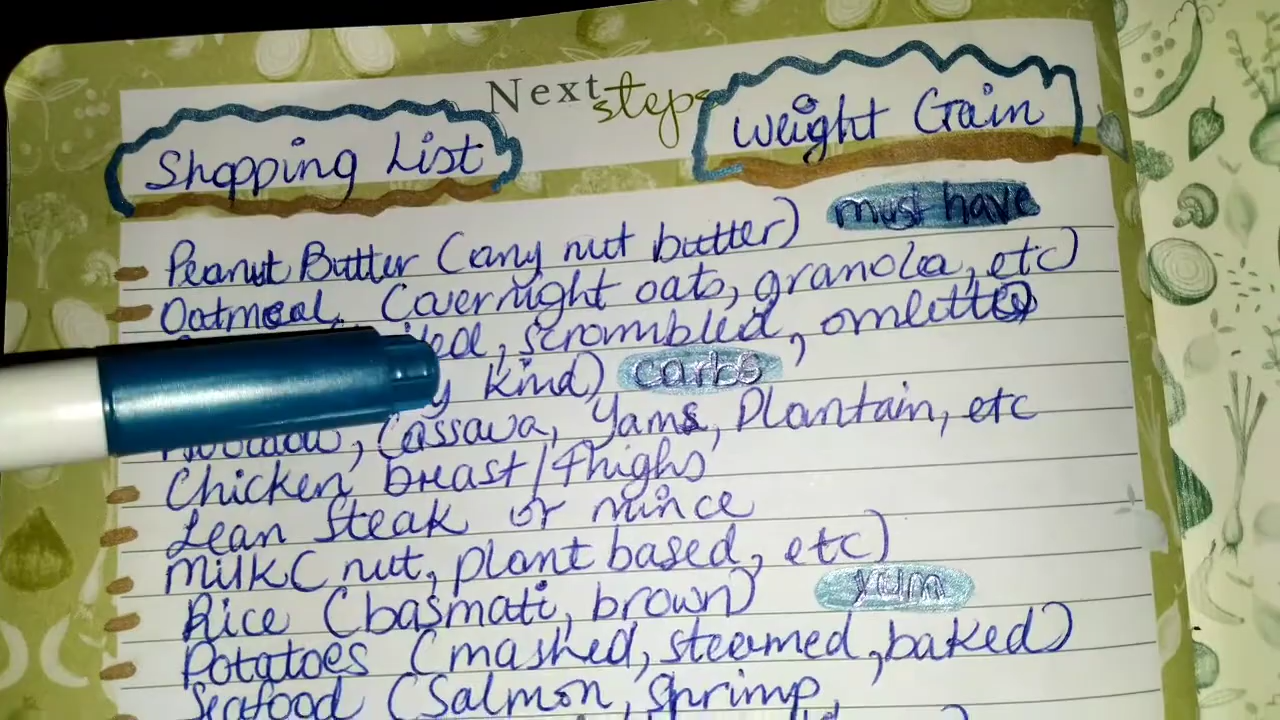 Next steps
Shopping List
Weight Gain
Peanut Butter (any nut butter) must have
Oatmeal (overnight oats, granola, etc)
scrambled, omlettes
kind) carbs
Cassava, Yams, Plantain, etc
Chicken breast/Thighs
Lean Steak or mince
Milk (nut, plant based, etc)
Rice (basmati, brown) yum
Potatoes (mashed, steamed, baked)
Seafood (Salmon, shrimp,